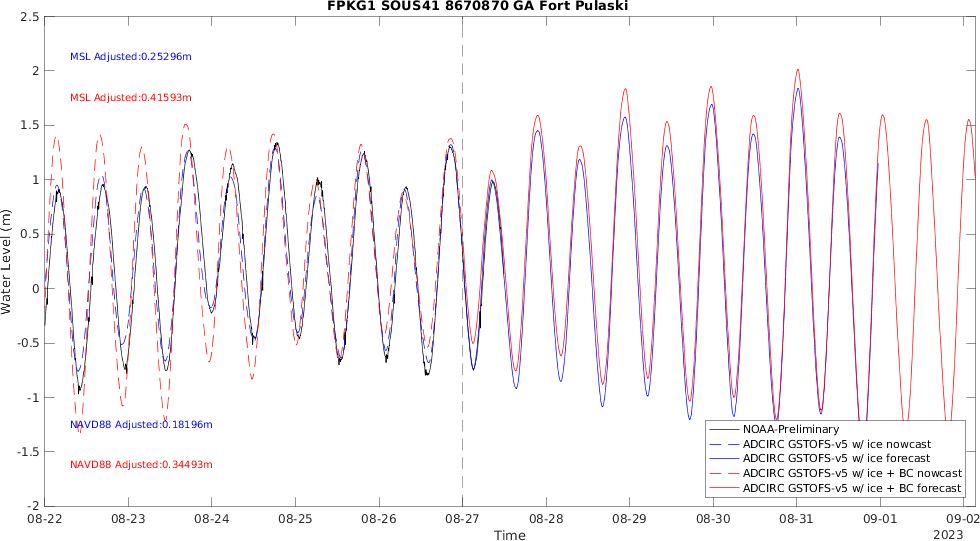 FPKG1 SOUS41 8670870 GA Fort Pulaski
2.5
2
1.5
1
0.5
0
-0.5
-1
-1.5
-2
Water Level (m)
MSL Adjusted:0.25296m
MSL Adjusted:0.41593m
NAVD88 Adjusted:0.18196m
NAVD88 Adjusted:0.34493m
NOAA-Preliminary
ADCIRC GSTOFS-v5 w/ ice nowcast
ADCIRC GSTOFS-v5 w/ ice forecast
ADCIRC GSTOFS-v5 w/ ice + BC nowcast
ADCIRC GSTOFS-v5 w/ ice + BC forecast
08-22 08-23 08-24 08-25 08-26 08-27 08-28 08-29 08-30 08-31 09-01 09-02
Time
2023